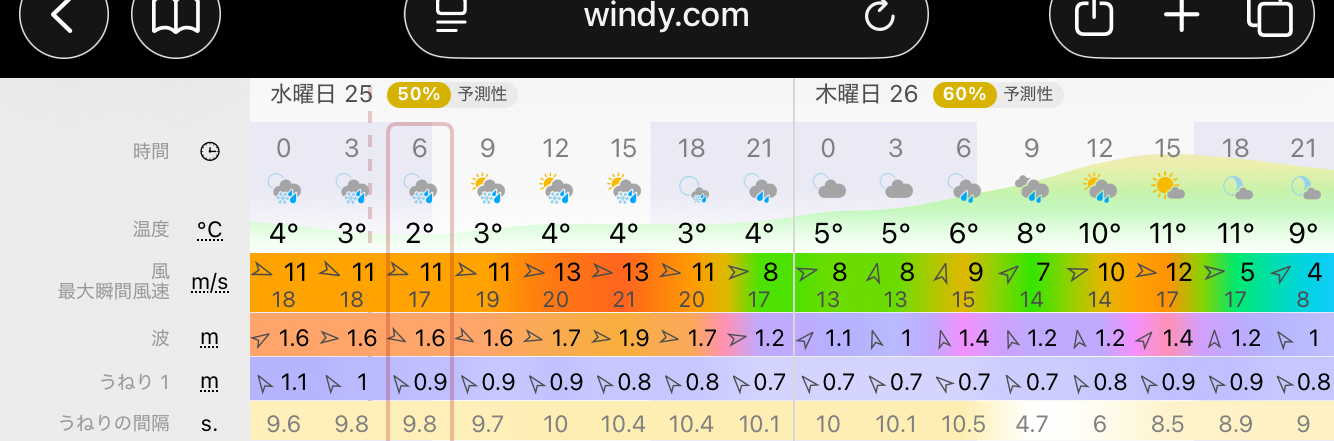 windy.com
水曜日 25 50% 予測性 木曜日 26 60% 予測性
時間 0 3 6 9 12 15 18 21 0 3 6 9 12 15 18 21
温度 °C 4° 3° 2° 3° 4° 4° 3° 4° 5° 5° 6° 8° 10° 11° 11° 9°
風 m/s 11 11 11 11 13 13 11 8 8 8 9 7 10 12 5 4
最大瞬間風速 18 18 17 19 20 21 20 17 13 13 15 14 14 17 17 8
波 m 1.6 1.6 1.6 1.6 1.7 1.9 1.7 1.2 1.1 1 1.4 1.2 1.2 1.4 1.2 1
うねり 1 m 1.1 1 0.9 0.9 0.9 0.8 0.8 0.7 0.7 0.7 0.7 0.7 0.8 0.9 0.9 0.8
うねりの間隔 s. 9.6 9.8 9.8 9.7 10 10.4 10.4 10.1 10 10.1 10.5 4.7 6 8.5 8.9 9